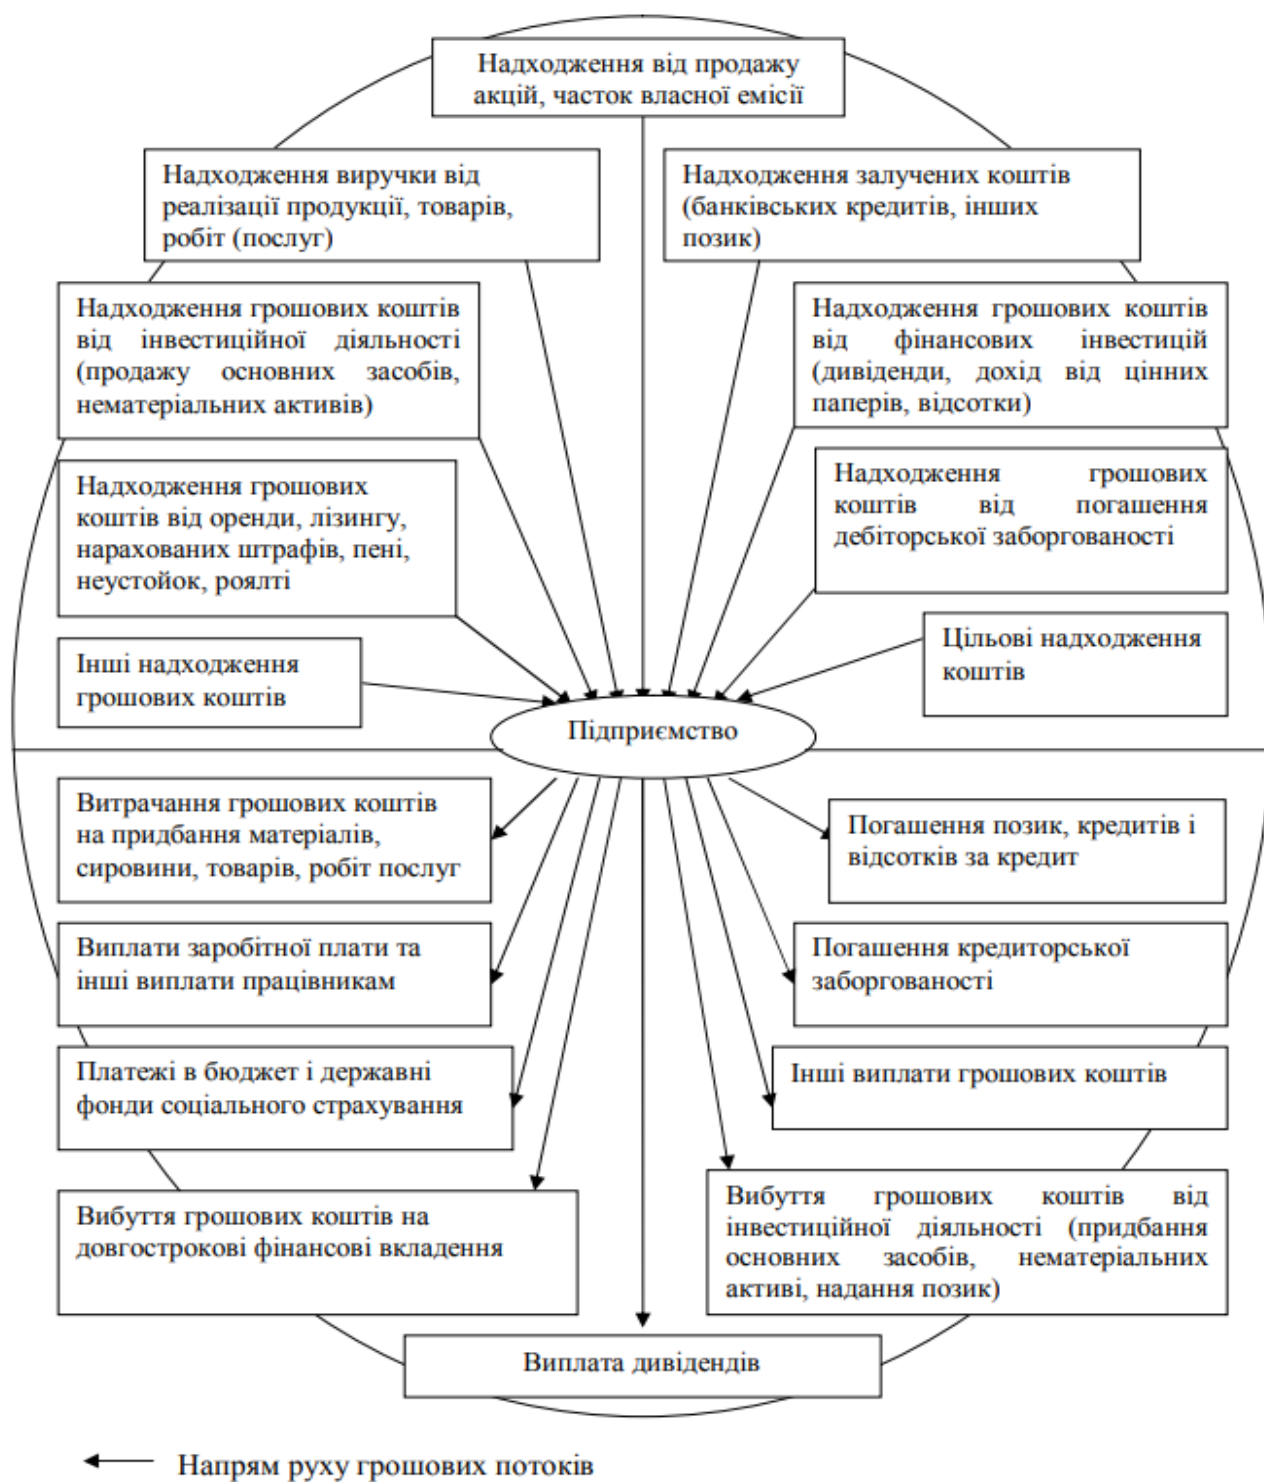 Надходження від продажу
акцій, часток власної емісії
Надходження виручки від
реалізації продукції, товарів,
робіт (послуг)
Надходження залучених коштів
(банківських кредитів, інших
позик)
Надходження грошових коштів
від інвестиційної діяльності
(продажу основних засобів,
нематеріальних активів)
Надходження грошових коштів
від фінансових інвестицій
(дивіденди, дохід від цінних
паперів, відсотки)
Надходження грошових
коштів від оренди, лізингу,
нарахованих штрафів, пені,
неустойок, роялті
Надходження грошових
коштів від погашення
дебіторської заборгованості
Інші надходження
грошових коштів
Цільові надходження
коштів
Підприємство
Витрачання грошових коштів
на придбання матеріалів,
сировини, товарів, робіт послуг
Погашення позик, кредитів і
відсотків за кредит
Виплати заробітної плати та
інші виплати працівникам
Погашення кредиторської
заборгованості
Платежі в бюджет і державні
фонди соціального страхування
Інші виплати грошових коштів
Вибуття грошових коштів на
довгострокові фінансові вкладення
Вибуття грошових коштів від
інвестиційної діяльності (придбання
основних засобів, нематеріальних
активі, надання позик)
Виплата дивідендів
Напрям руху грошових потоків